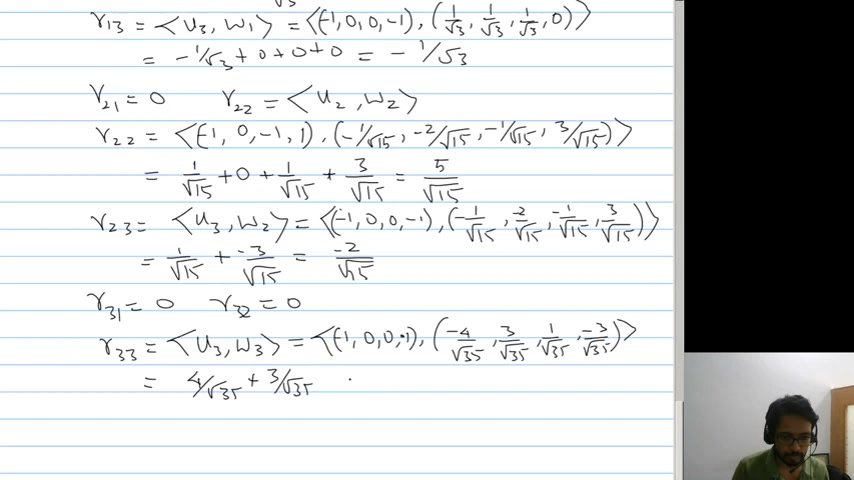 √3
r₁₃ = <u₃, w₁> = <(-1, 0, 0, -1), (1/√3, 1/√3, 1/√3, 0)>
= -1/√3 + 0 + 0 + 0 = -1/√3
r₂₁ = 0 r₂₂ = <u₂, w₂>
r₂₂ = <(-1, 0, -1, 1), (-1/√15, -2/√15, -1/√15, 3/√15)>
= 1/√15 + 0 + 1/√15 + 3/√15 = 5/√15
r₂₃ = <u₃, w₂> = <(-1, 0, 0, -1), (-1/√15, 2/√15, -1/√15, 3/√15)>
= 1/√15 + -3/√15 = -2/√15
r₃₁ = 0 r₃₂ = 0
r₃₃ = <u₃, w₃> = <(-1, 0, 0, -1), (-4/√35, 3/√35, 1/√35, -3/√35)>
= 4/√35 + 3/√35